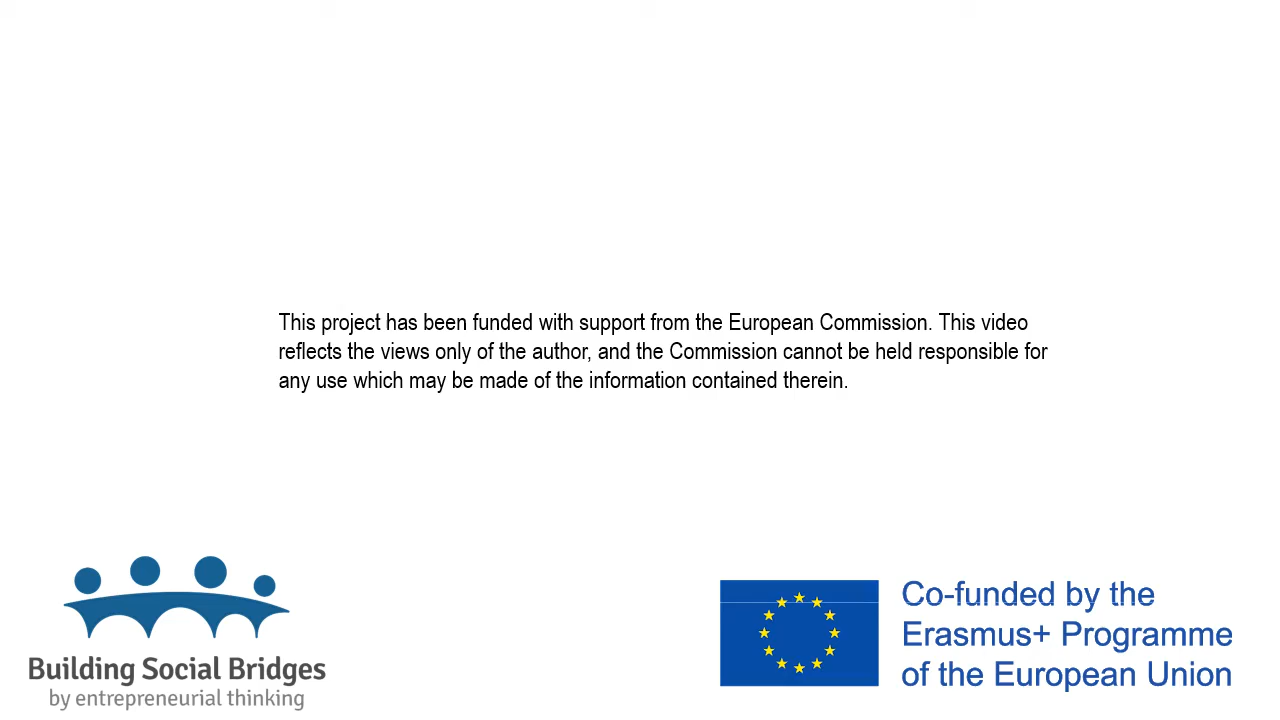 This project has been funded with support from the European Commission. This video
reflects the views only of the author, and the Commission cannot be held responsible for
any use which may be made of the information contained therein.
Building Social Bridges
by entrepreneurial thinking
Co-funded by the
Erasmus+ Programme
of the European Union